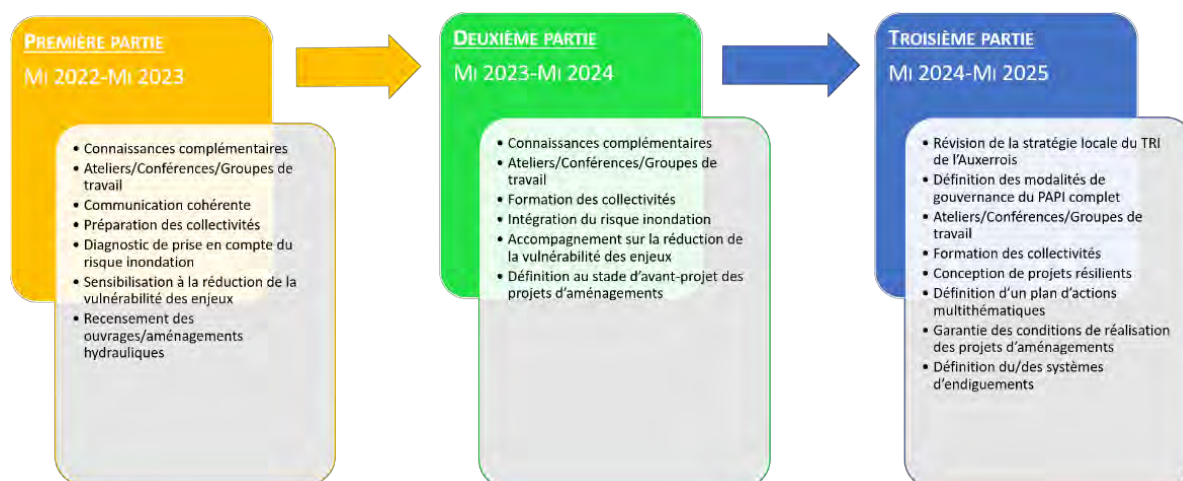 PREMIÈRE PARTIE
MI 2022-MI 2023
• Connaissances complémentaires
• Ateliers/Conférences/Groupes de
travail
• Communication cohérente
• Préparation des collectivités
• Diagnostic de prise en compte du
risque inondation
• Sensibilisation à la réduction de la
vulnérabilité des enjeux
• Recensement des
ouvrages/aménagements
hydrauliques
DEUXIÈME PARTIE
MI 2023-MI 2024
• Connaissances complémentaires
• Ateliers/Conférences/Groupes de
travail
• Formation des collectivités
• Intégration du risque inondation
• Accompagnement sur la réduction de
la vulnérabilité des enjeux
• Définition au stade d'avant-projet des
projets d'aménagements
TROISIÈME PARTIE
MI 2024-MI 2025
• Révision de la stratégie locale du TRI
de l'Auxerrois
• Définition des modalités de
gouvernance du PAPI complet
• Ateliers/Conférences/Groupes de
travail
• Formation des collectivités
• Conception de projets résilients
• Définition d'un plan d'actions
multithématiques
• Garantie des conditions de réalisation
des projets d'aménagements
• Définition du/des systèmes
d'endiguements